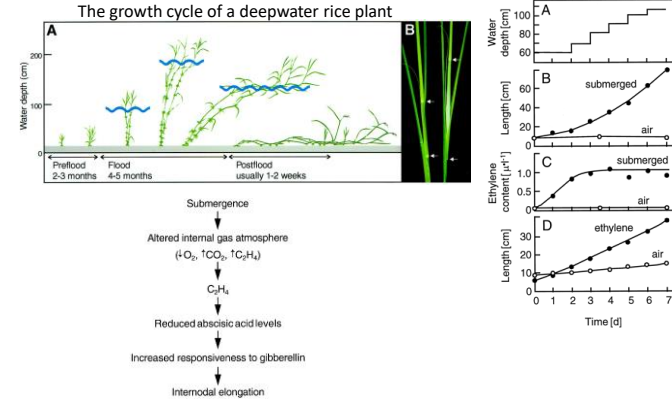 The growth cycle of a deepwater rice plant
A
B
Water depth (cm)
200
100
0
Preflood
2-3 months
Flood
4-5 months
Postflood
usually 1-2 weeks
Submergence
Altered internal gas atmosphere
(↓O₂, ↑CO₂, ↑C₂H₄)
C₂H₄
Reduced abscisic acid levels
Increased responsiveness to gibberellin
Internodal elongation
A
Water
depth [cm]
100
80
60
B
Length [cm]
60
40
20
0
submerged
air
C
Ethylene
content [µl·l⁻¹]
1.5
1.0
0.5
0
submerged
air
D
Length [cm]
30
20
10
0
ethylene
air
0 1 2 3 4 5 6 7
Time [d]